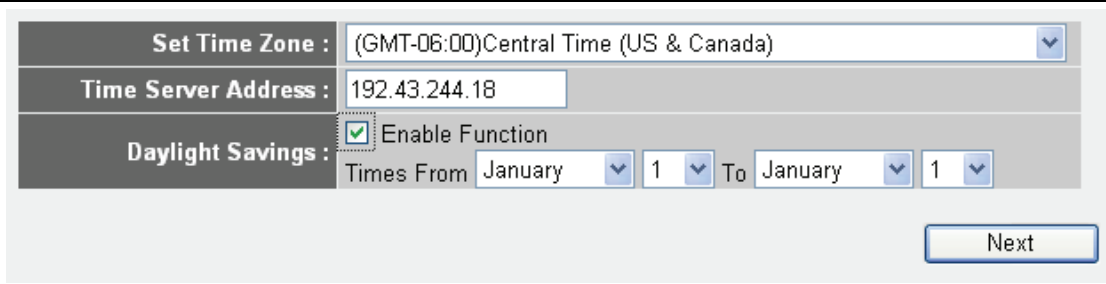 Set Time Zone : (GMT-06:00)Central Time (US & Canada)
Time Server Address : 192.43.244.18
Daylight Savings : Enable Function
Times From January 1 To January 1
Next